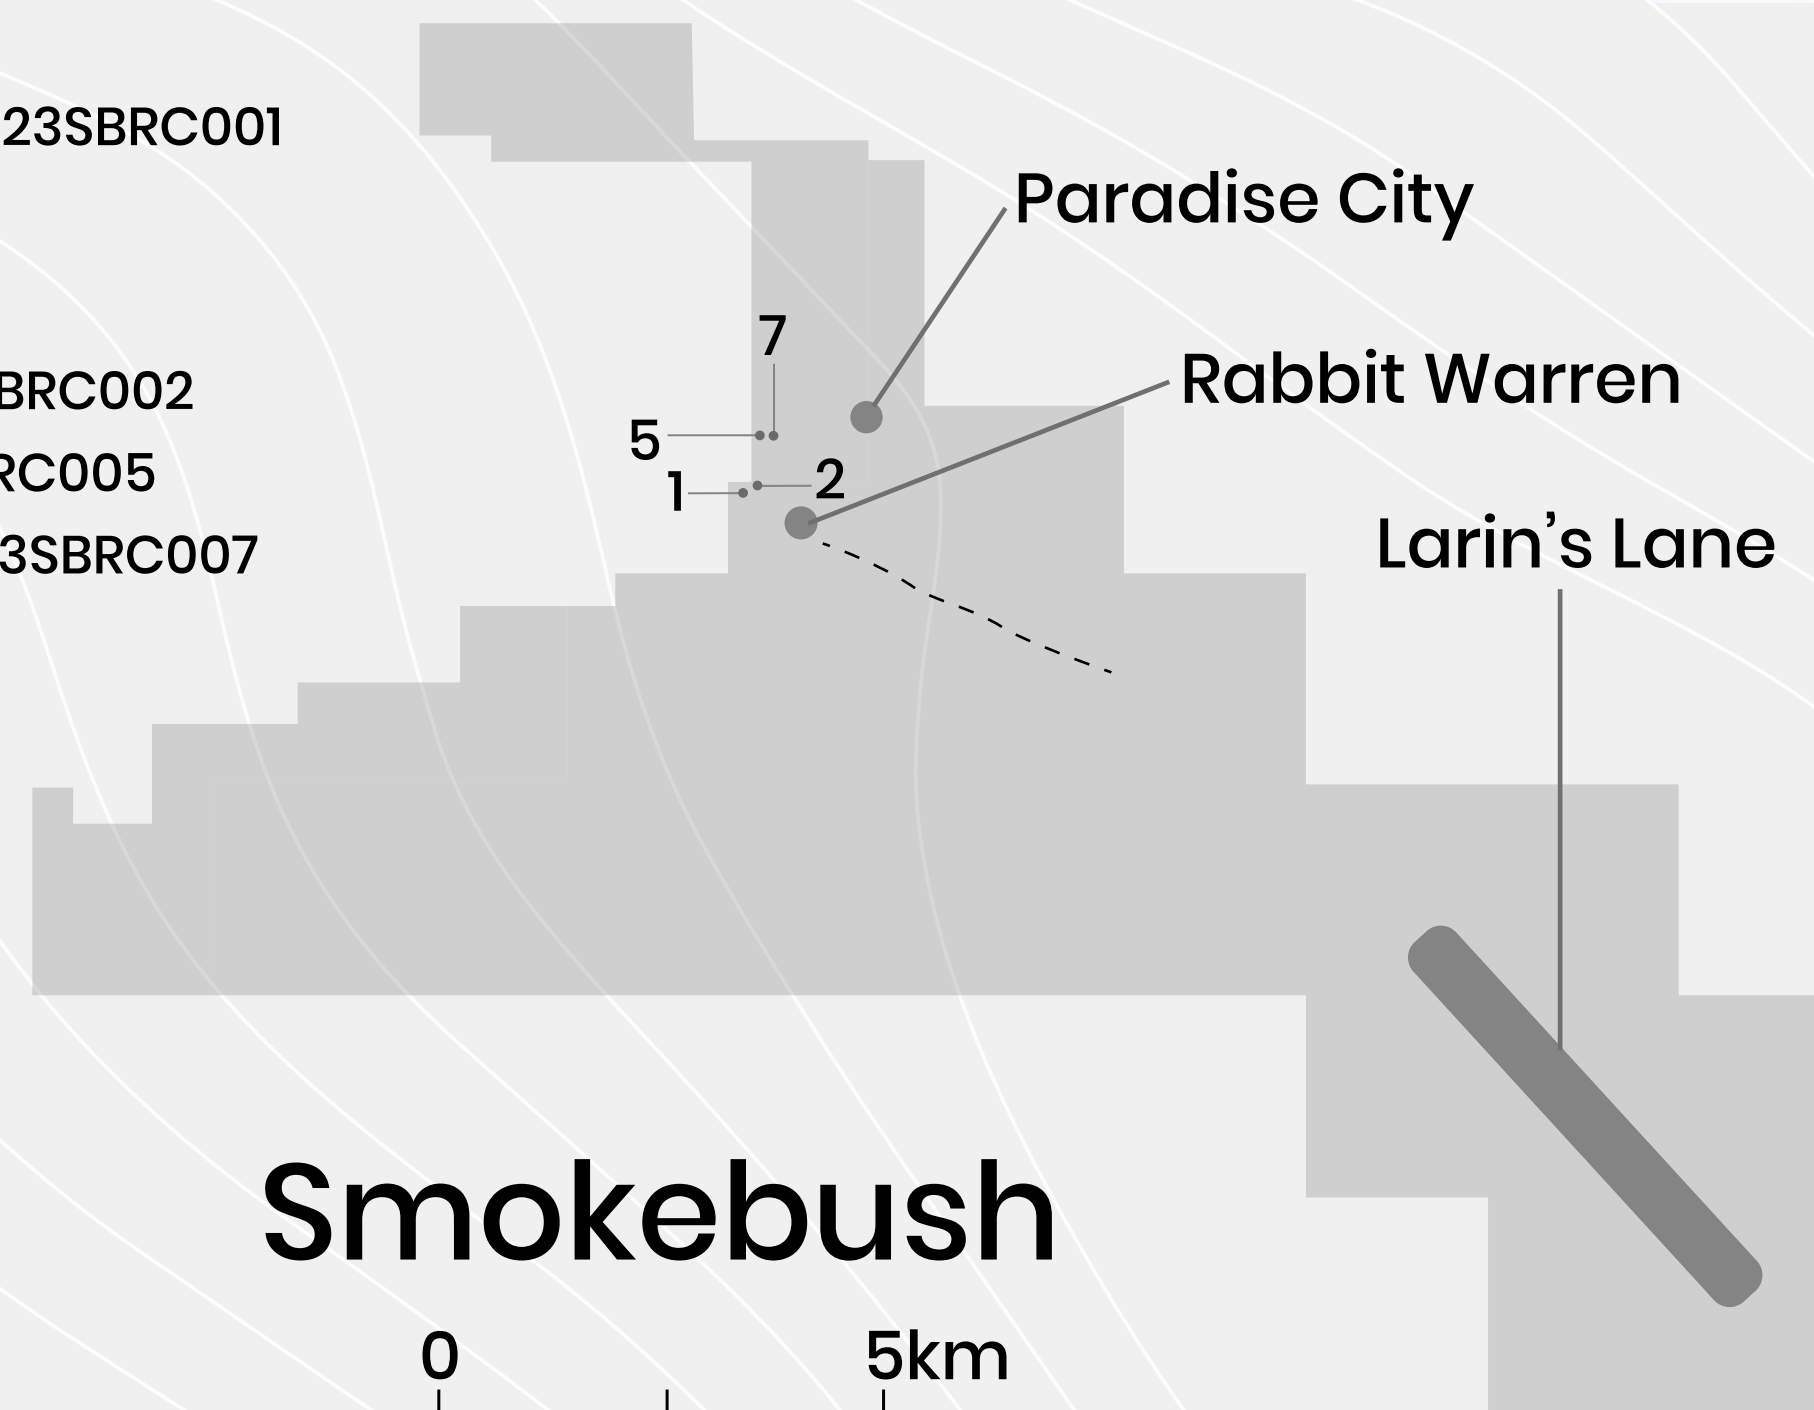 23SBRC001
BRC002
RC005
3SBRC007
Paradise City
Rabbit Warren
Larin’s Lane
7
5
1
2
Smokebush
0 5km